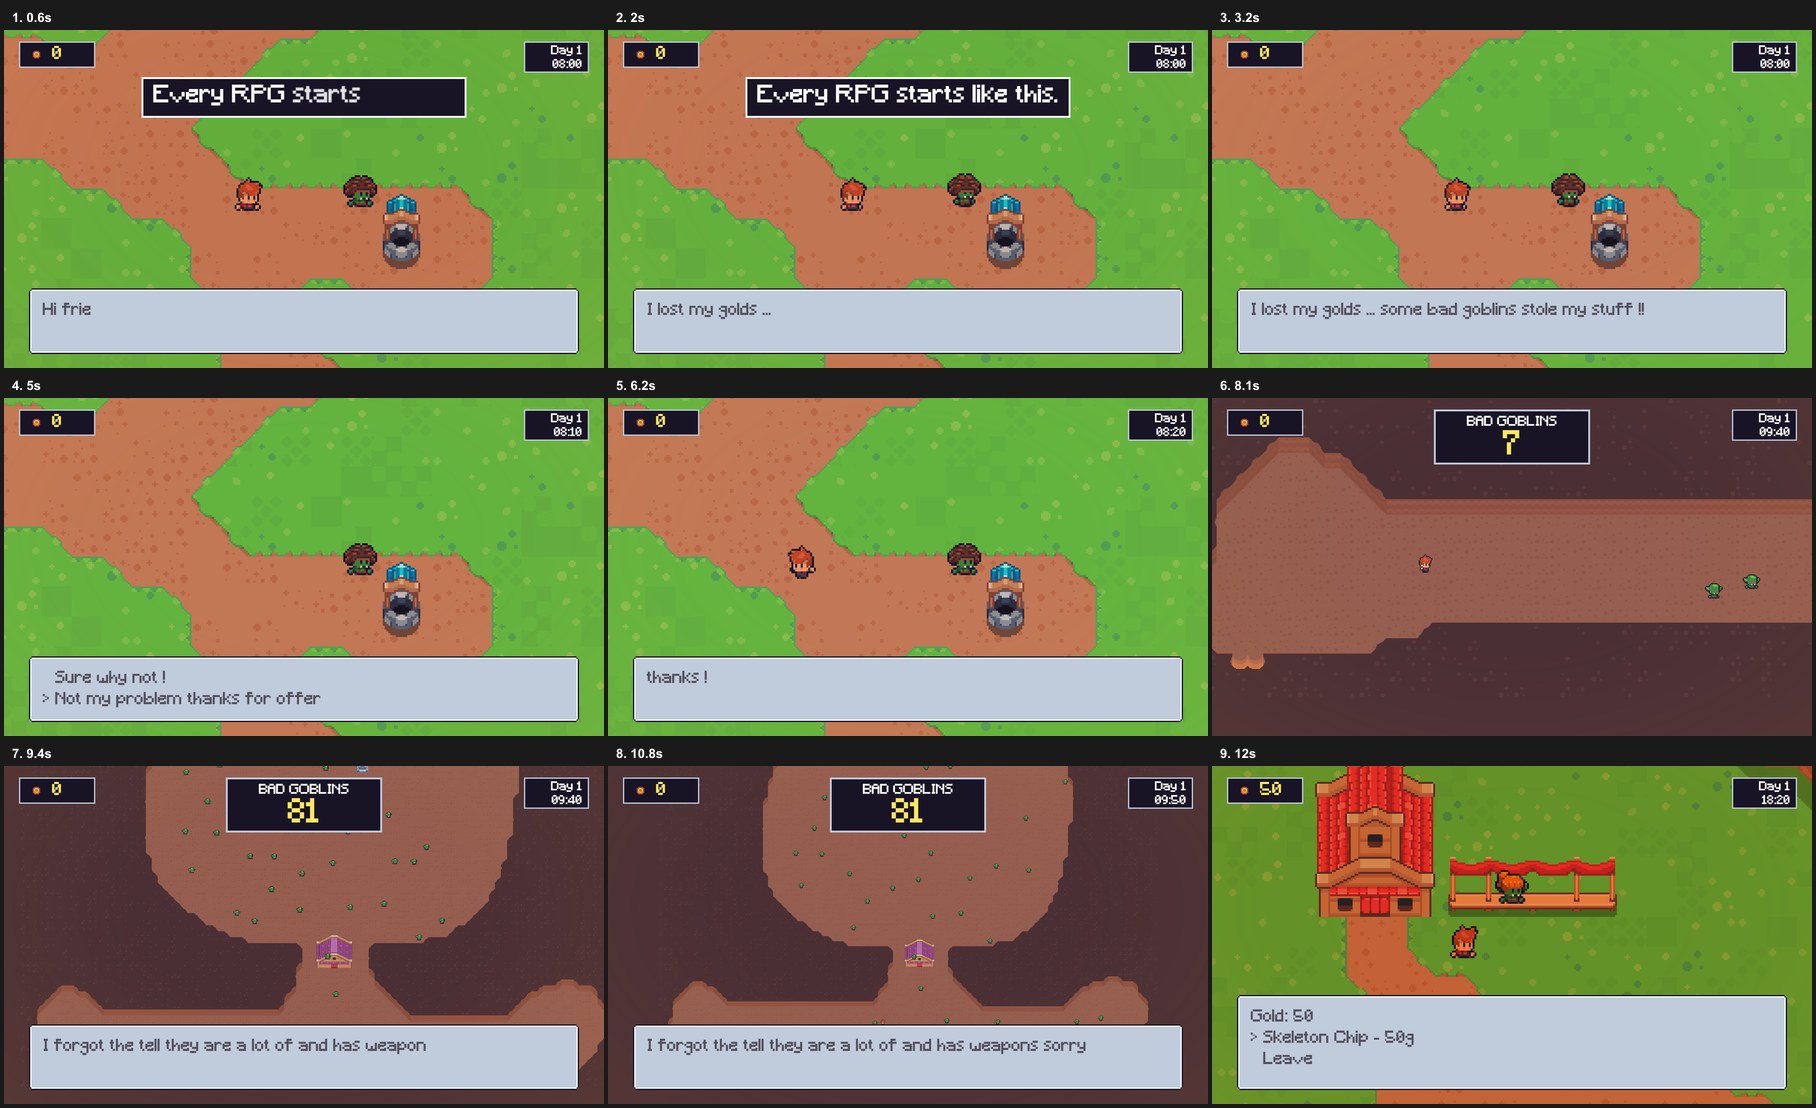 1. 0.6s
0
Day 1
08:00
Every RPG starts
Hi frie
2. 2s
0
Day 1
08:00
Every RPG starts like this.
I lost my golds ...
3. 3.2s
0
Day 1
08:00
I lost my golds ... some bad goblins stole my stuff !!
4. 5s
0
Day 1
08:10
Sure why not !
> Not my problem thanks for offer
5. 6.2s
0
Day 1
08:20
thanks !
6. 8.1s
0
BAD GOBLINS
7
Day 1
09:40
7. 9.4s
0
BAD GOBLINS
81
Day 1
09:40
I forgot the tell they are a lot of and has weapon
8. 10.8s
0
BAD GOBLINS
81
Day 1
09:50
I forgot the tell they are a lot of and has weapons sorry
9. 12s
50
Day 1
18:20
Gold: 50
> Skeleton Chip - 50g
Leave